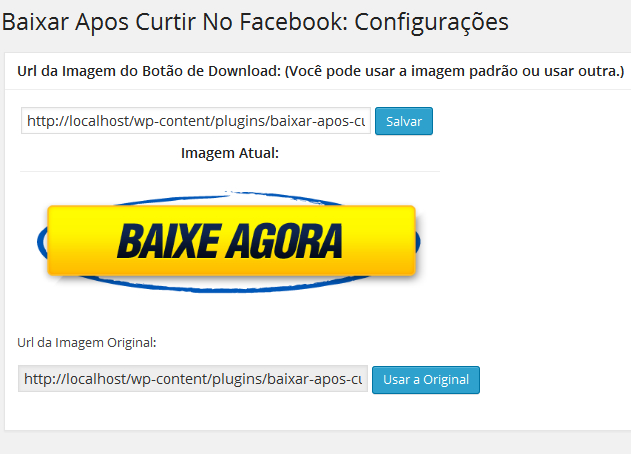 Baixar Apos Curtir No Facebook: Configurações
Url da Imagem do Botão de Download: (Você pode usar a imagem padrão ou usar outra.)
http://localhost/wp-content/plugins/baixar-apos-cu Salvar
Imagem Atual:
BAIXE AGORA
Url da Imagem Original:
http://localhost/wp-content/plugins/baixar-apos-cu Usar a Original